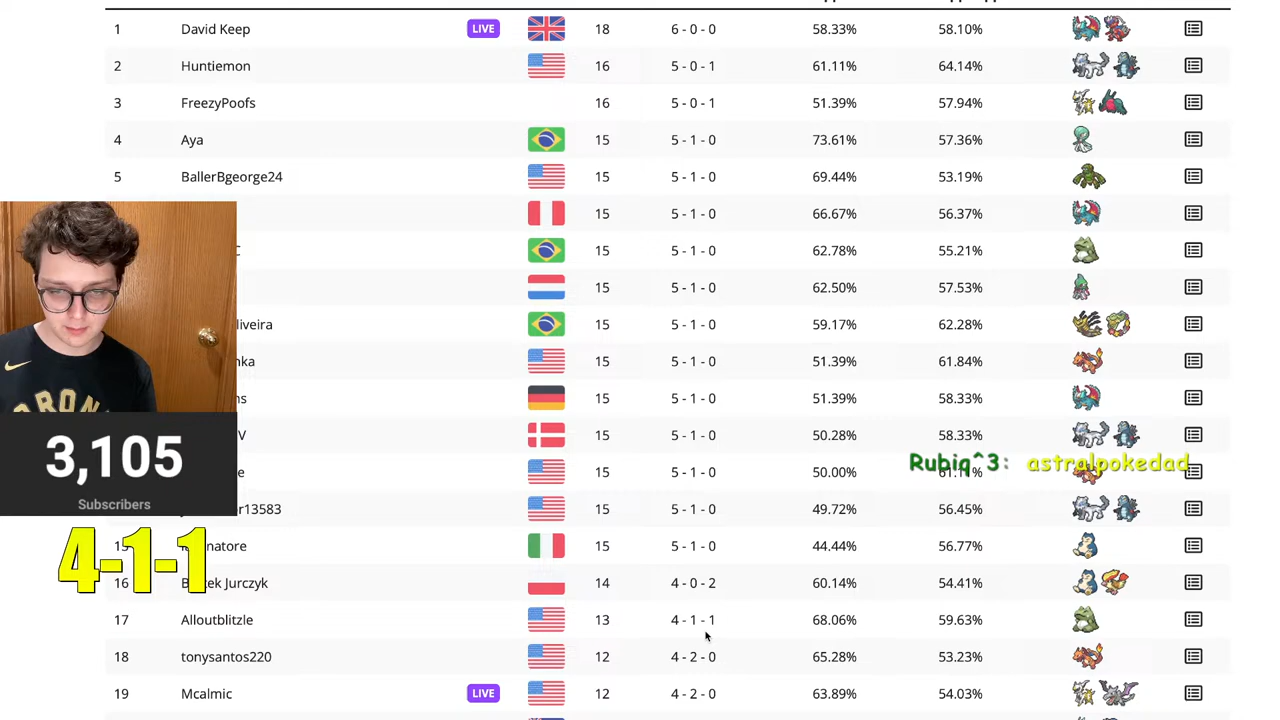 1 David Keep LIVE 18 6 - 0 - 0 58.33% 58.10%
2 Huntiemon 16 5 - 0 - 1 61.11% 64.14%
3 FreezyPoofs 16 5 - 0 - 1 51.39% 57.94%
4 Aya 15 5 - 1 - 0 73.61% 57.36%
5 BallerBgeorge24 15 5 - 1 - 0 69.44% 53.19%
15 5 - 1 - 0 66.67% 56.37%
C 15 5 - 1 - 0 62.78% 55.21%
15 5 - 1 - 0 62.50% 57.53%
liveira 15 5 - 1 - 0 59.17% 62.28%
nka 15 5 - 1 - 0 51.39% 61.84%
ns 15 5 - 1 - 0 51.39% 58.33%
V 15 5 - 1 - 0 50.28% 58.33%
Rubiq^3: astralpokedad
e 15 5 - 1 - 0 50.00% 61.11%
r13583 15 5 - 1 - 0 49.72% 56.45%
15 natore 15 5 - 1 - 0 44.44% 56.77%
16 Jurczyk 14 4 - 0 - 2 60.14% 54.41%
17 Alloutblitzle 13 4 - 1 - 1 68.06% 59.63%
18 tonysantos220 12 4 - 2 - 0 65.28% 53.23%
19 Mcalmic LIVE 12 4 - 2 - 0 63.89% 54.03%
3,105
Subscribers
4-1-1